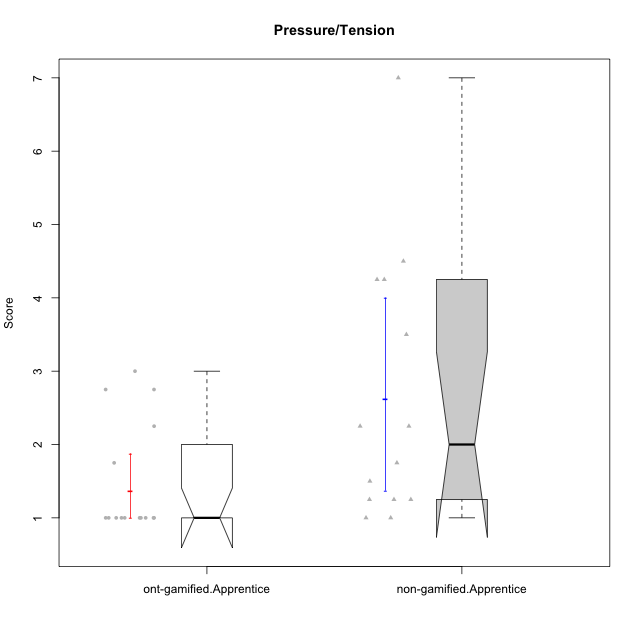 Pressure/Tension
7
6
5
4
3
2
1
Score
ont-gamified.Apprentice
non-gamified.Apprentice